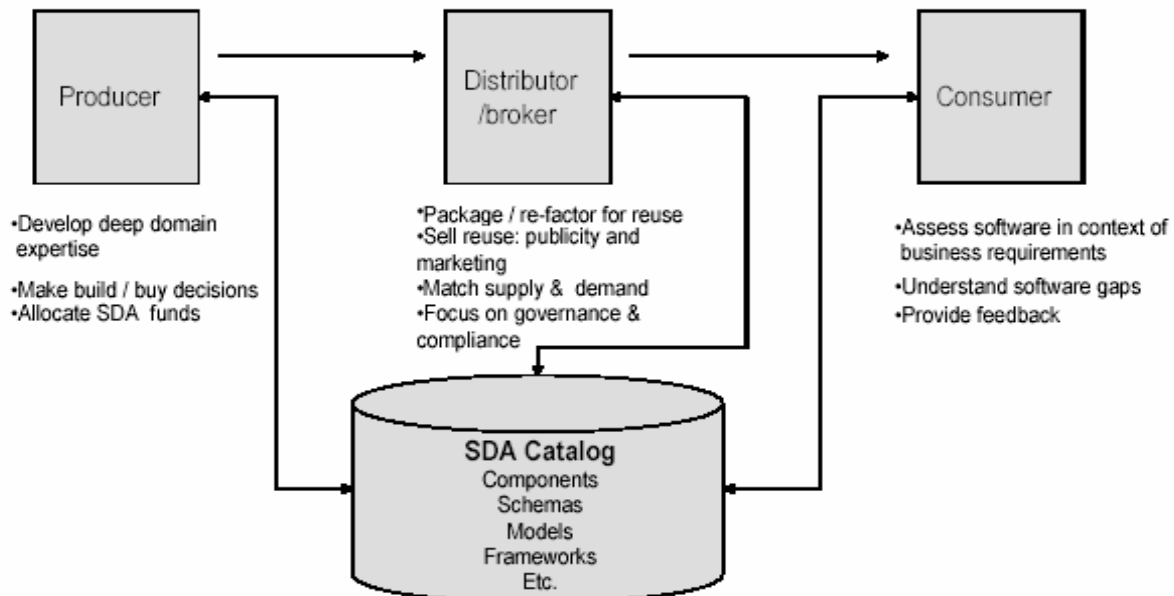 Producer
Distributor
/broker
Consumer
•Develop deep domain
expertise
•Make build / buy decisions
•Allocate SDA funds
•Package / re-factor for reuse
•Sell reuse: publicity and
marketing
•Match supply & demand
•Focus on governance &
compliance
•Assess software in context of
business requirements
•Understand software gaps
•Provide feedback
SDA Catalog
Components
Schemas
Models
Frameworks
Etc.